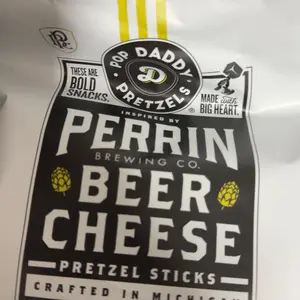 POP DADDY
PRETZELS
THESE ARE
BOLD
SNACKS.
MADE with
BIG HEART.
INSPIRED BY
PERRIN
BREWING CO.
BEER
CHEESE
PRETZEL STICKS
CRAFTED IN MICHIGAN